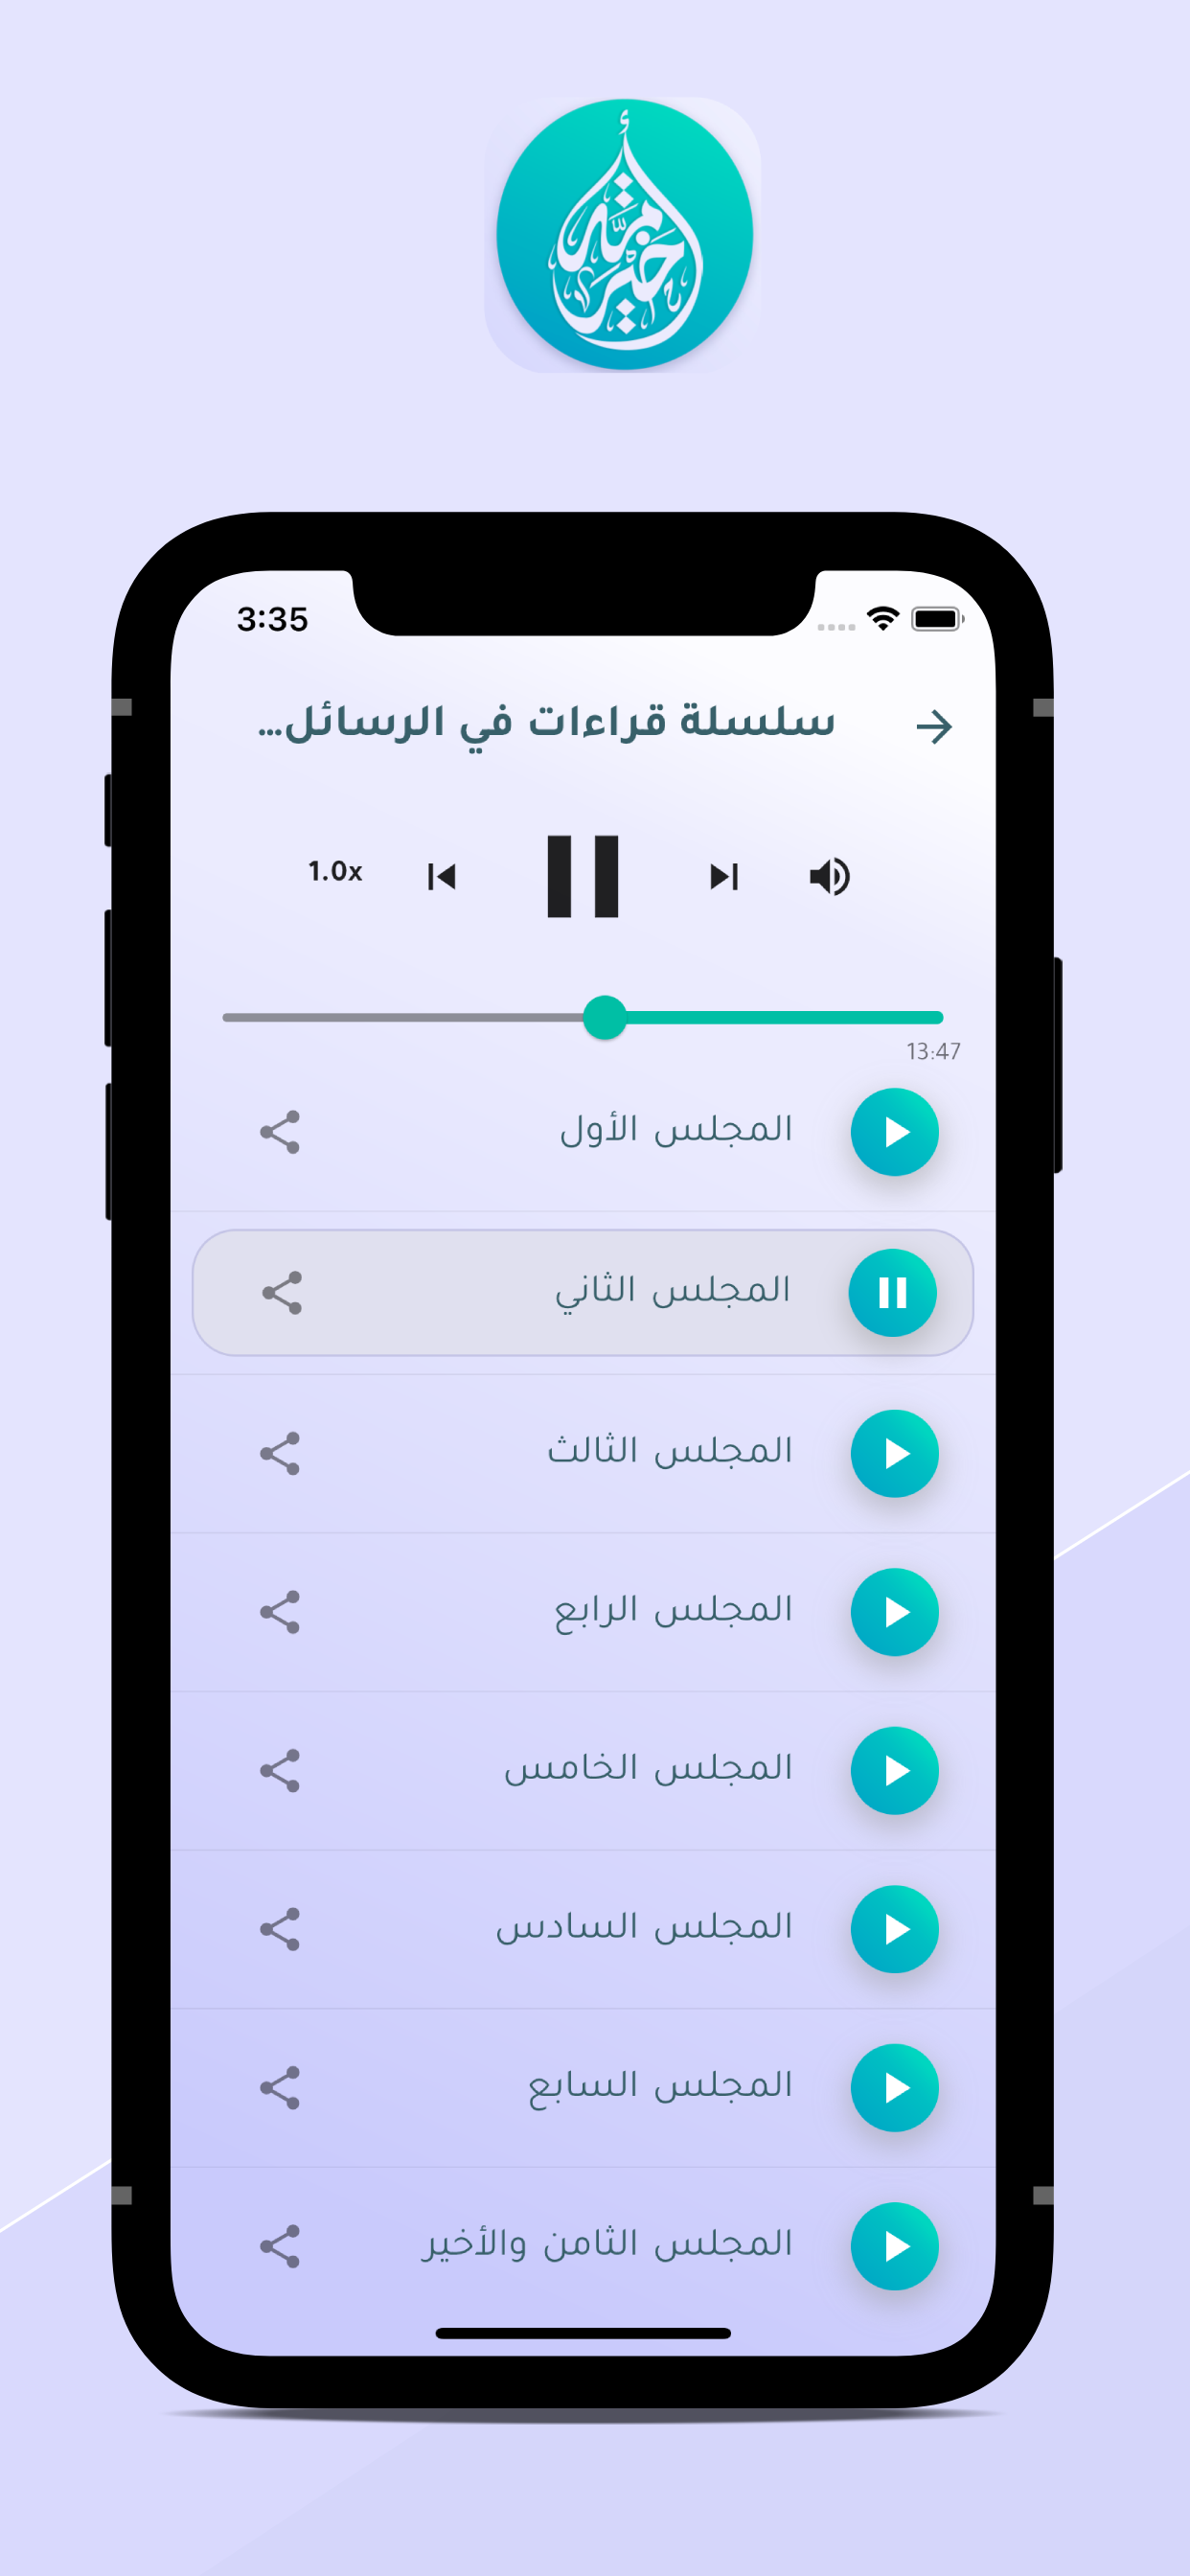 خير أمة
3:35
سلسلة قراءات في الرسائل...
1.0x
13:47
المجلس الأول
المجلس الثاني
المجلس الثالث
المجلس الرابع
المجلس الخامس
المجلس السادس
المجلس السابع
المجلس الثامن والأخير